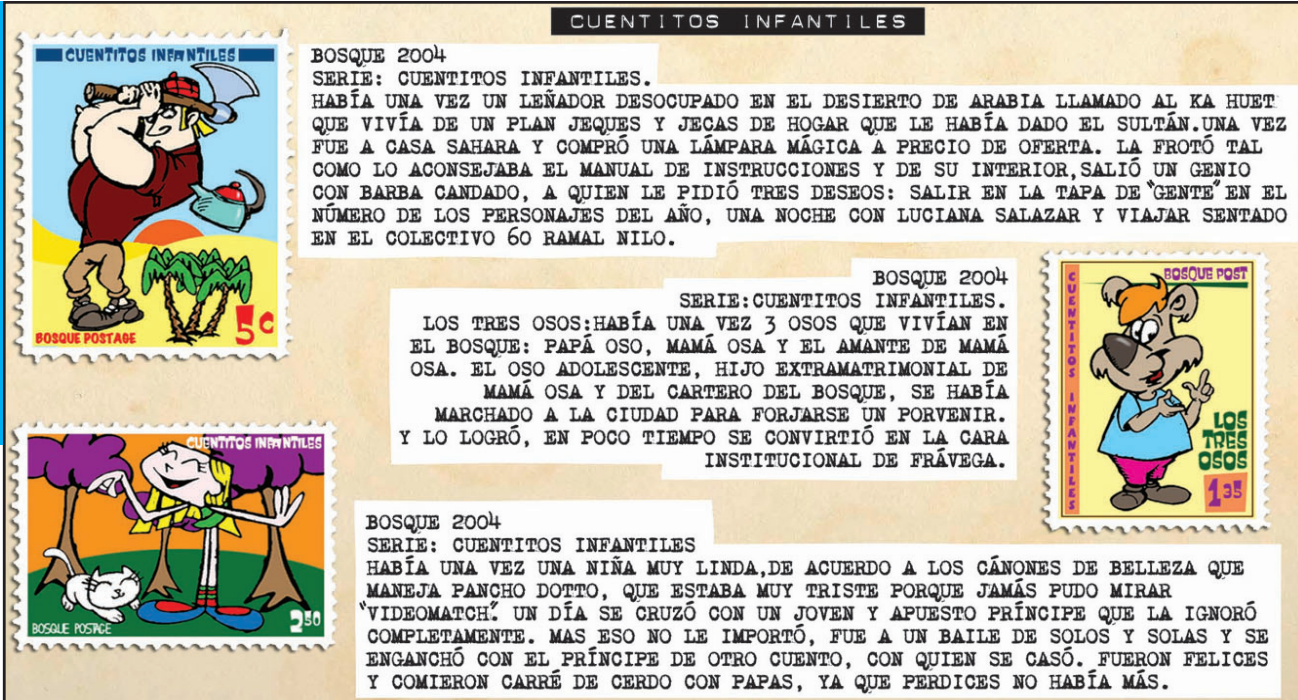 CUENTITOS INFANTILES
CUENTITOS INFANTILES
BOSQUE POSTAGE
5c
BOSQUE 2004
SERIE: CUENTITOS INFANTILES.
HABÍA UNA VEZ UN LEÑADOR DESOCUPADO EN EL DESIERTO DE ARABIA LLAMADO AL KA HUET
QUE VIVÍA DE UN PLAN JEQUES Y JECAS DE HOGAR QUE LE HABÍA DADO EL SULTÁN.UNA VEZ
FUE A CASA SAHARA Y COMPRÓ UNA LÁMPARA MÁGICA A PRECIO DE OFERTA. LA FROTÓ TAL
COMO LO ACONSEJABA EL MANUAL DE INSTRUCCIONES Y DE SU INTERIOR,SALIÓ UN GENIO
CON BARBA CANDADO, A QUIEN LE PIDIÓ TRES DESEOS: SALIR EN LA TAPA DE "GENTE" EN EL
NÚMERO DE LOS PERSONAJES DEL AÑO, UNA NOCHE CON LUCIANA SALAZAR Y VIAJAR SENTADO
EN EL COLECTIVO 60 RAMAL NILO.
BOSQUE 2004
SERIE:CUENTITOS INFANTILES.
LOS TRES OSOS:HABÍA UNA VEZ 3 OSOS QUE VIVÍAN EN
EL BOSQUE: PAPÁ OSO, MAMÁ OSA Y EL AMANTE DE MAMÁ
OSA. EL OSO ADOLESCENTE, HIJO EXTRAMATRIMONIAL DE
MAMÁ OSA Y DEL CARTERO DEL BOSQUE, SE HABÍA
MARCHADO A LA CIUDAD PARA FORJARSE UN PORVENIR.
Y LO LOGRÓ, EN POCO TIEMPO SE CONVIRTIÓ EN LA CARA
INSTITUCIONAL DE FRÁVEGA.
BOSQUE POST
CUENTITOS INFANTILES
LOS
TRES
OSOS
1 35
CUENTITOS INFANTILES
BOSQUE POSTAGE
2 50
BOSQUE 2004
SERIE: CUENTITOS INFANTILES
HABÍA UNA VEZ UNA NIÑA MUY LINDA,DE ACUERDO A LOS CÁNONES DE BELLEZA QUE
MANEJA PANCHO DOTTO, QUE ESTABA MUY TRISTE PORQUE JAMÁS PUDO MIRAR
"VIDEOMATCH". UN DÍA SE CRUZÓ CON UN JOVEN Y APUESTO PRÍNCIPE QUE LA IGNORÓ
COMPLETAMENTE. MAS ESO NO LE IMPORTÓ, FUE A UN BAILE DE SOLOS Y SOLAS Y SE
ENGANCHÓ CON EL PRÍNCIPE DE OTRO CUENTO, CON QUIEN SE CASÓ. FUERON FELICES
Y COMIERON CARRÉ DE CERDO CON PAPAS, YA QUE PERDICES NO HABÍA MÁS.